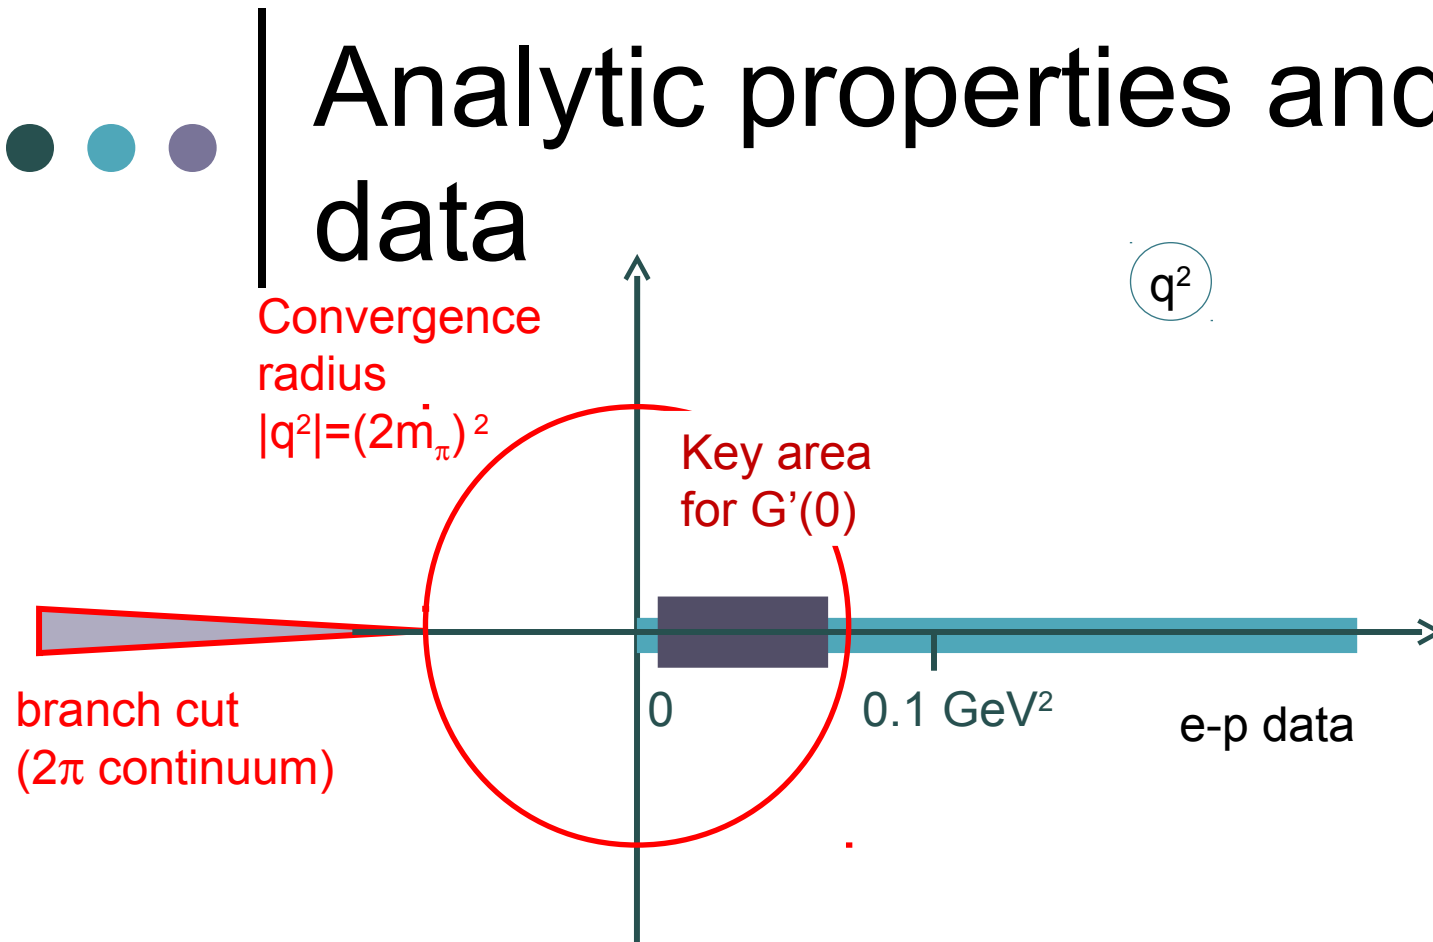 Analytic properties and
data
q²
Convergence
radius
|q²|=(2mπ)²
Key area
for G’(0)
0
0.1 GeV²
e-p data
branch cut
(2π continuum)